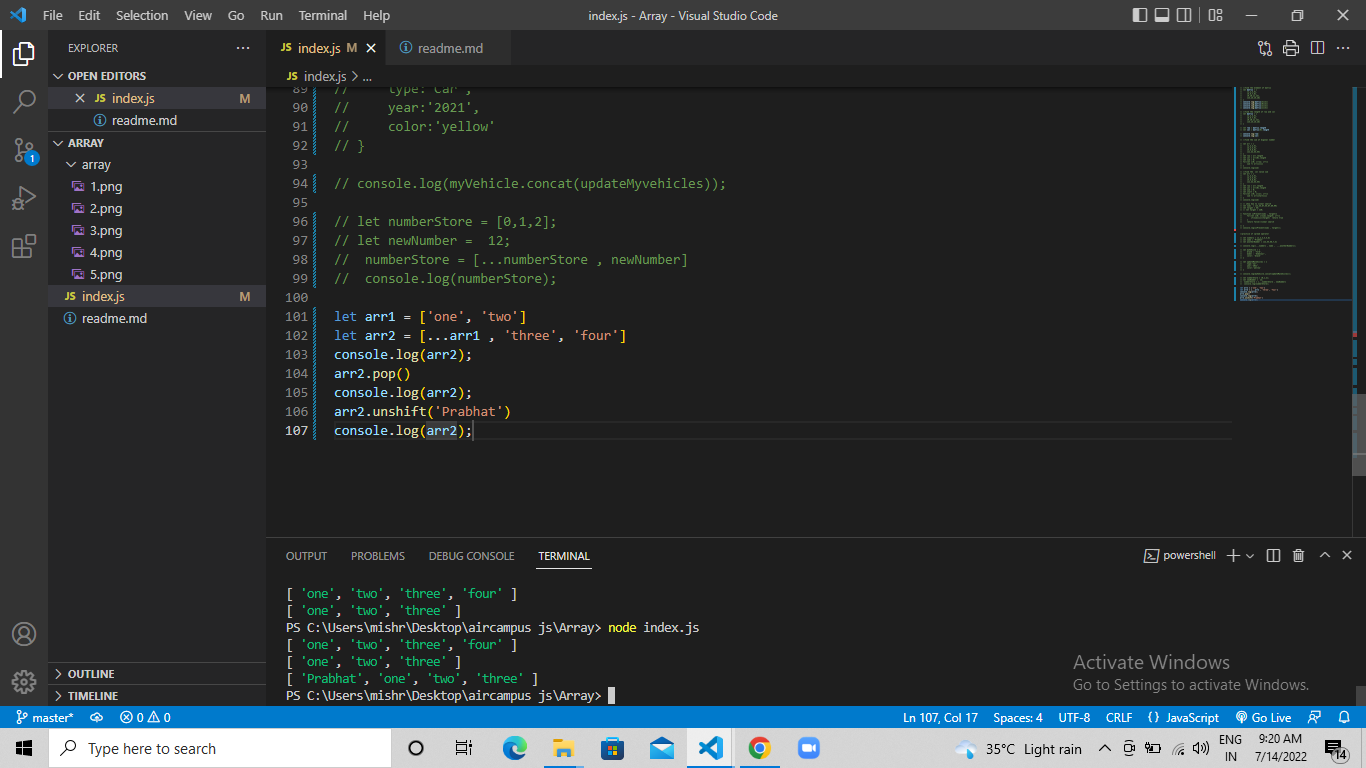 File Edit Selection View Go Run Terminal Help
index.js - Array - Visual Studio Code
EXPLORER
OPEN EDITORS
JS index.js M
readme.md
ARRAY
array
1.png
2.png
3.png
4.png
5.png
JS index.js M
readme.md
OUTLINE
TIMELINE
1
JS index.js M
readme.md
JS index.js > ...
89 // type:'Car',
90 // year:'2021',
91 // color:'yellow'
92 // }
93
94 // console.log(myVehicle.concat(updateMyvehicles));
95
96 // let numberStore = [0,1,2];
97 // let newNumber =  12;
98 //  numberStore = [...numberStore , newNumber]
99 //  console.log(numberStore);
100
101 let arr1 = ['one', 'two']
102 let arr2 = [...arr1 , 'three', 'four']
103 console.log(arr2);
104 arr2.pop()
105 console.log(arr2);
106 arr2.unshift('Prabhat')
107 console.log(arr2);
OUTPUT PROBLEMS DEBUG CONSOLE TERMINAL
powershell
[ 'one', 'two', 'three', 'four' ]
[ 'one', 'two', 'three' ]
PS C:\Users\mishr\Desktop\aircampus js\Array> node index.js
[ 'one', 'two', 'three', 'four' ]
[ 'one', 'two', 'three' ]
[ 'Prabhat', 'one', 'two', 'three' ]
PS C:\Users\mishr\Desktop\aircampus js\Array>
Activate Windows
Go to Settings to activate Windows.
master* 0 0 Ln 107, Col 17 Spaces: 4 UTF-8 CRLF {} JavaScript Go Live
Type here to search
35°C Light rain
ENG
IN
9:20 AM
7/14/2022
14